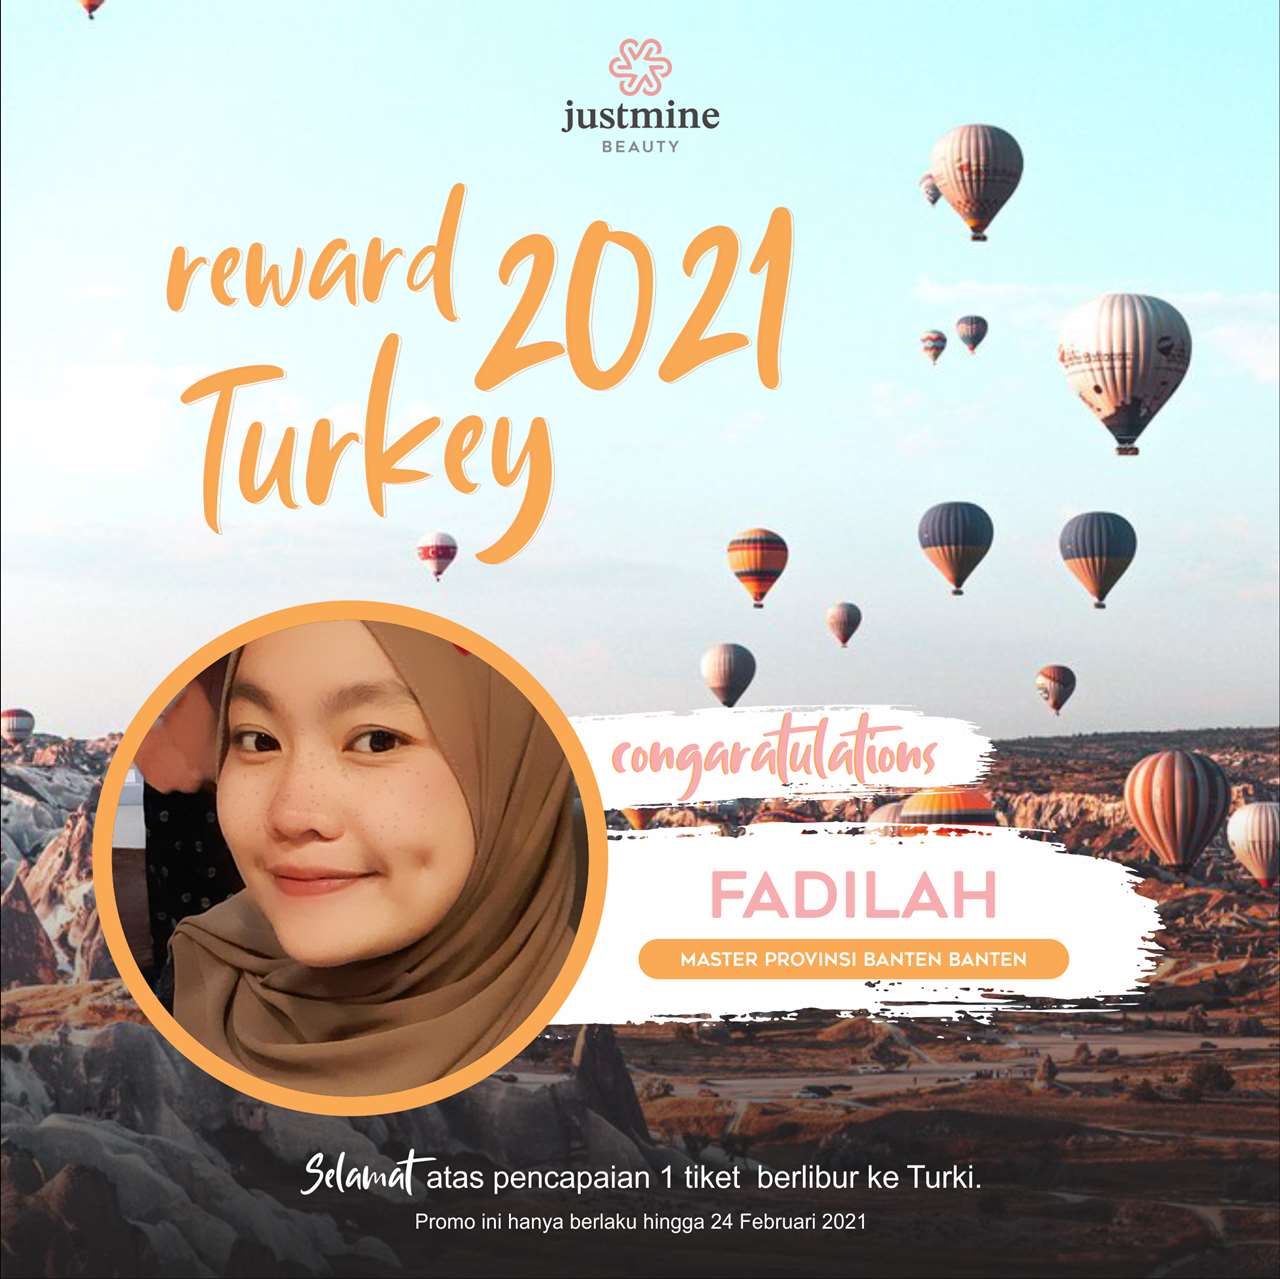 justmine
BEAUTY
reward 2021
Turkey
congaratulations
FADILAH
MASTER PROVINSI BANTEN BANTEN
Selamat atas pencapaian 1 tiket berlibur ke Turki.
Promo ini hanya berlaku hingga 24 Februari 2021